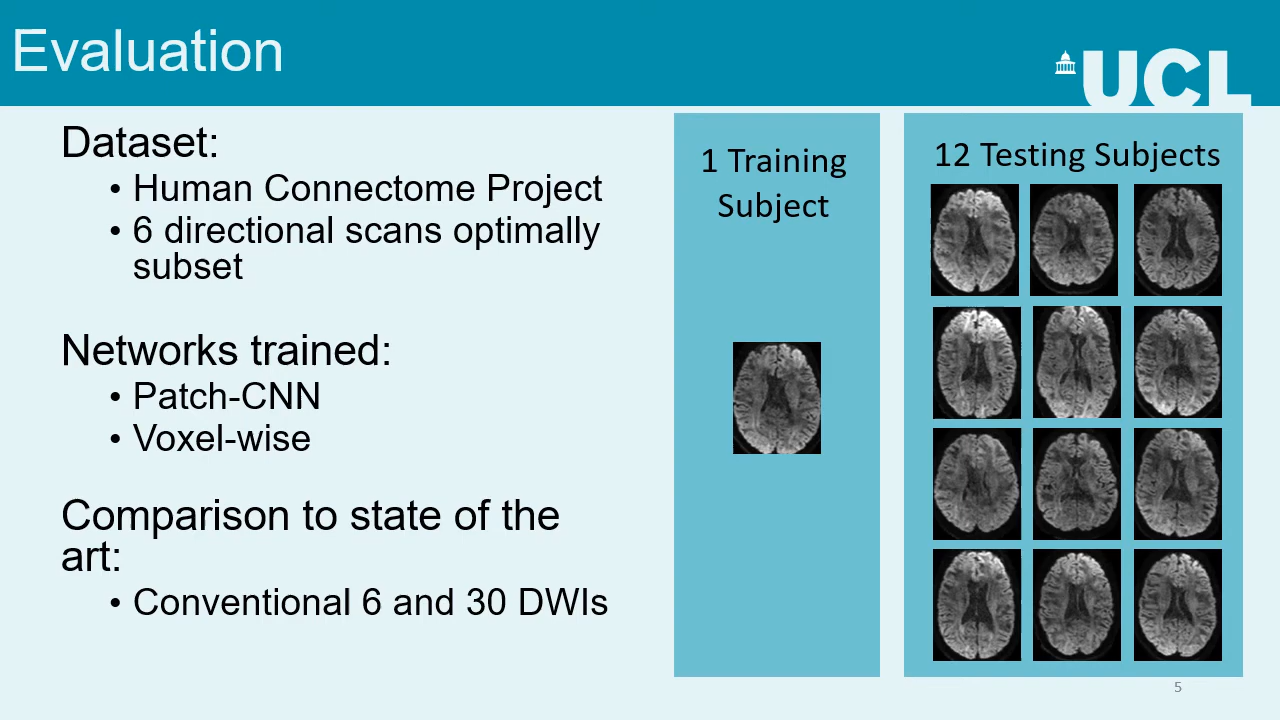 Evaluation
UCL
Dataset:
• Human Connectome Project
• 6 directional scans optimally
subset
Networks trained:
• Patch-CNN
• Voxel-wise
Comparison to state of the
art:
• Conventional 6 and 30 DWIs
1 Training
Subject
12 Testing Subjects
5